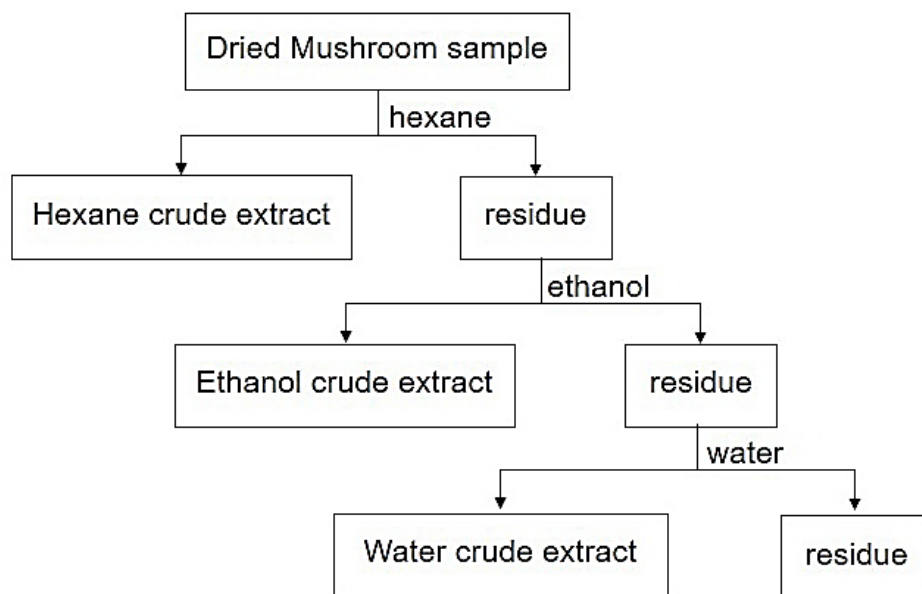 Dried Mushroom sample
hexane
Hexane crude extract
residue
ethanol
Ethanol crude extract
residue
water
Water crude extract
residue